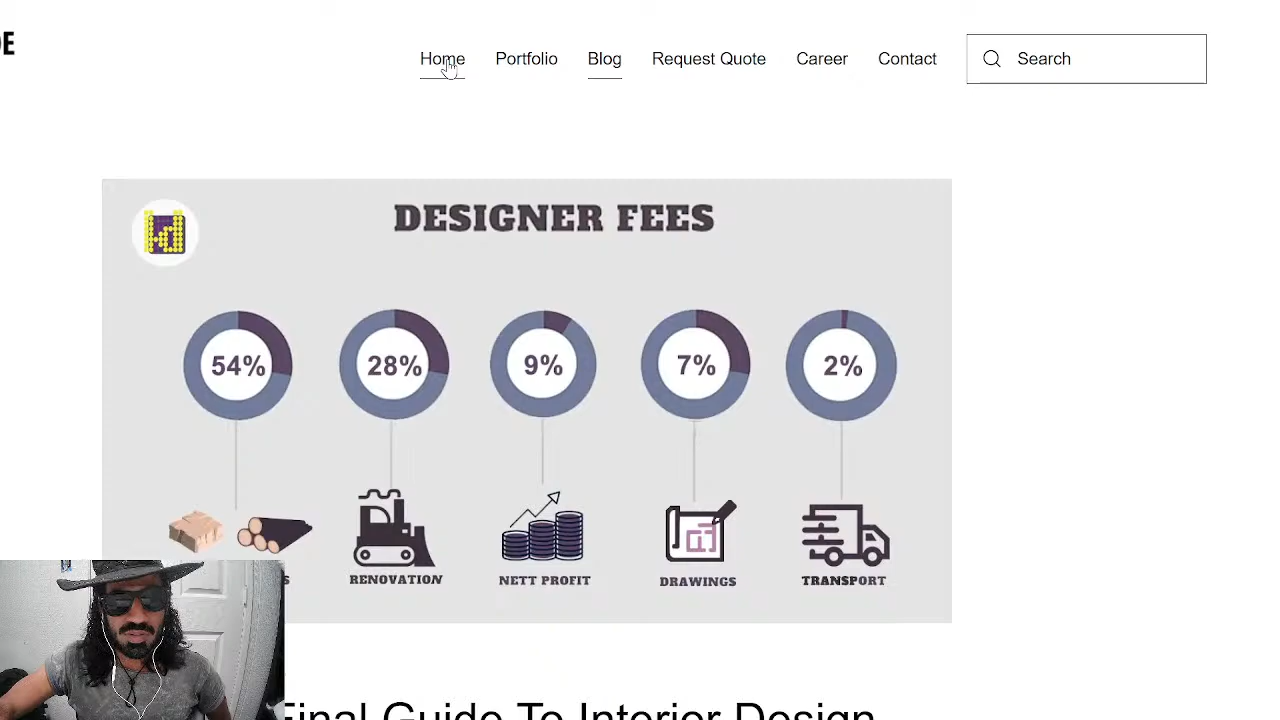 Home Portfolio Blog Request Quote Career Contact Search
DESIGNER FEES
54% 28% 9% 7% 2%
RENOVATION NETT PROFIT DRAWINGS TRANSPORT
Final Guide To Interior Design